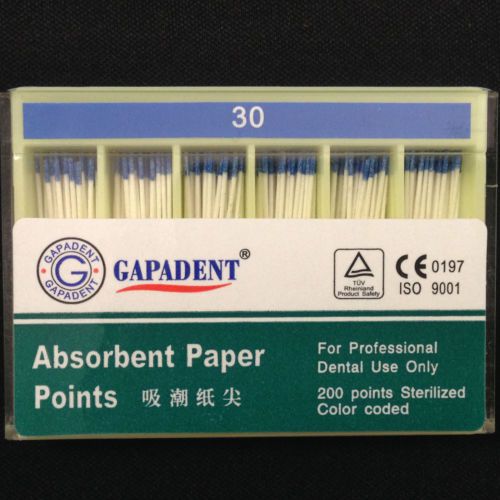 30
GAPADENT
G
GAPADENT
GAPADENT®
TÜV
Rheinland
Product Safety
CE 0197
ISO 9001
Absorbent Paper
Points 吸潮纸尖
For Professional
Dental Use Only
200 points Sterilized
Color coded